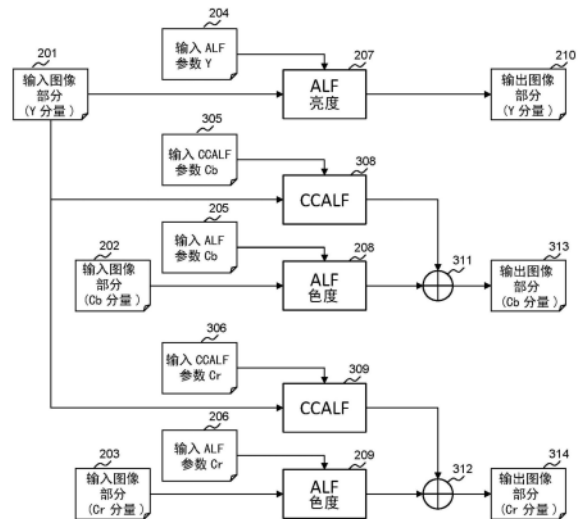 204
输入 ALF
参数 Y
201
输入图像
部分
(Y 分量)
207
ALF
亮度
210
输出图像
部分
(Y 分量)
305
输入 CCALF
参数 Cb
308
CCALF
205
输入 ALF
参数 Cb
202
输入图像
部分
(Cb 分量)
208
ALF
色度
311
313
输出图像
部分
(Cb 分量)
306
输入 CCALF
参数 Cr
309
CCALF
206
输入 ALF
参数 Cr
203
输入图像
部分
(Cr 分量)
209
ALF
色度
312
314
输出图像
部分
(Cr 分量)